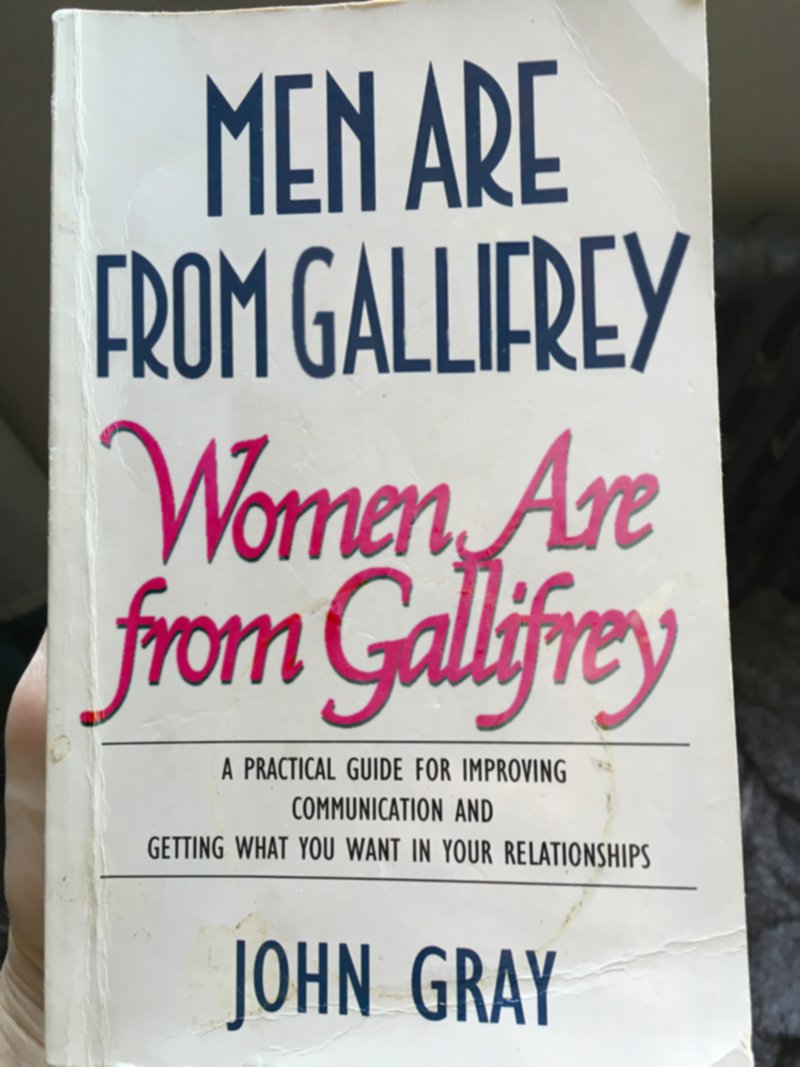 MEN ARE
FROM GALLIFREY
Women Are
from Gallifrey
A PRACTICAL GUIDE FOR IMPROVING
COMMUNICATION AND
GETTING WHAT YOU WANT IN YOUR RELATIONSHIPS
JOHN GRAY